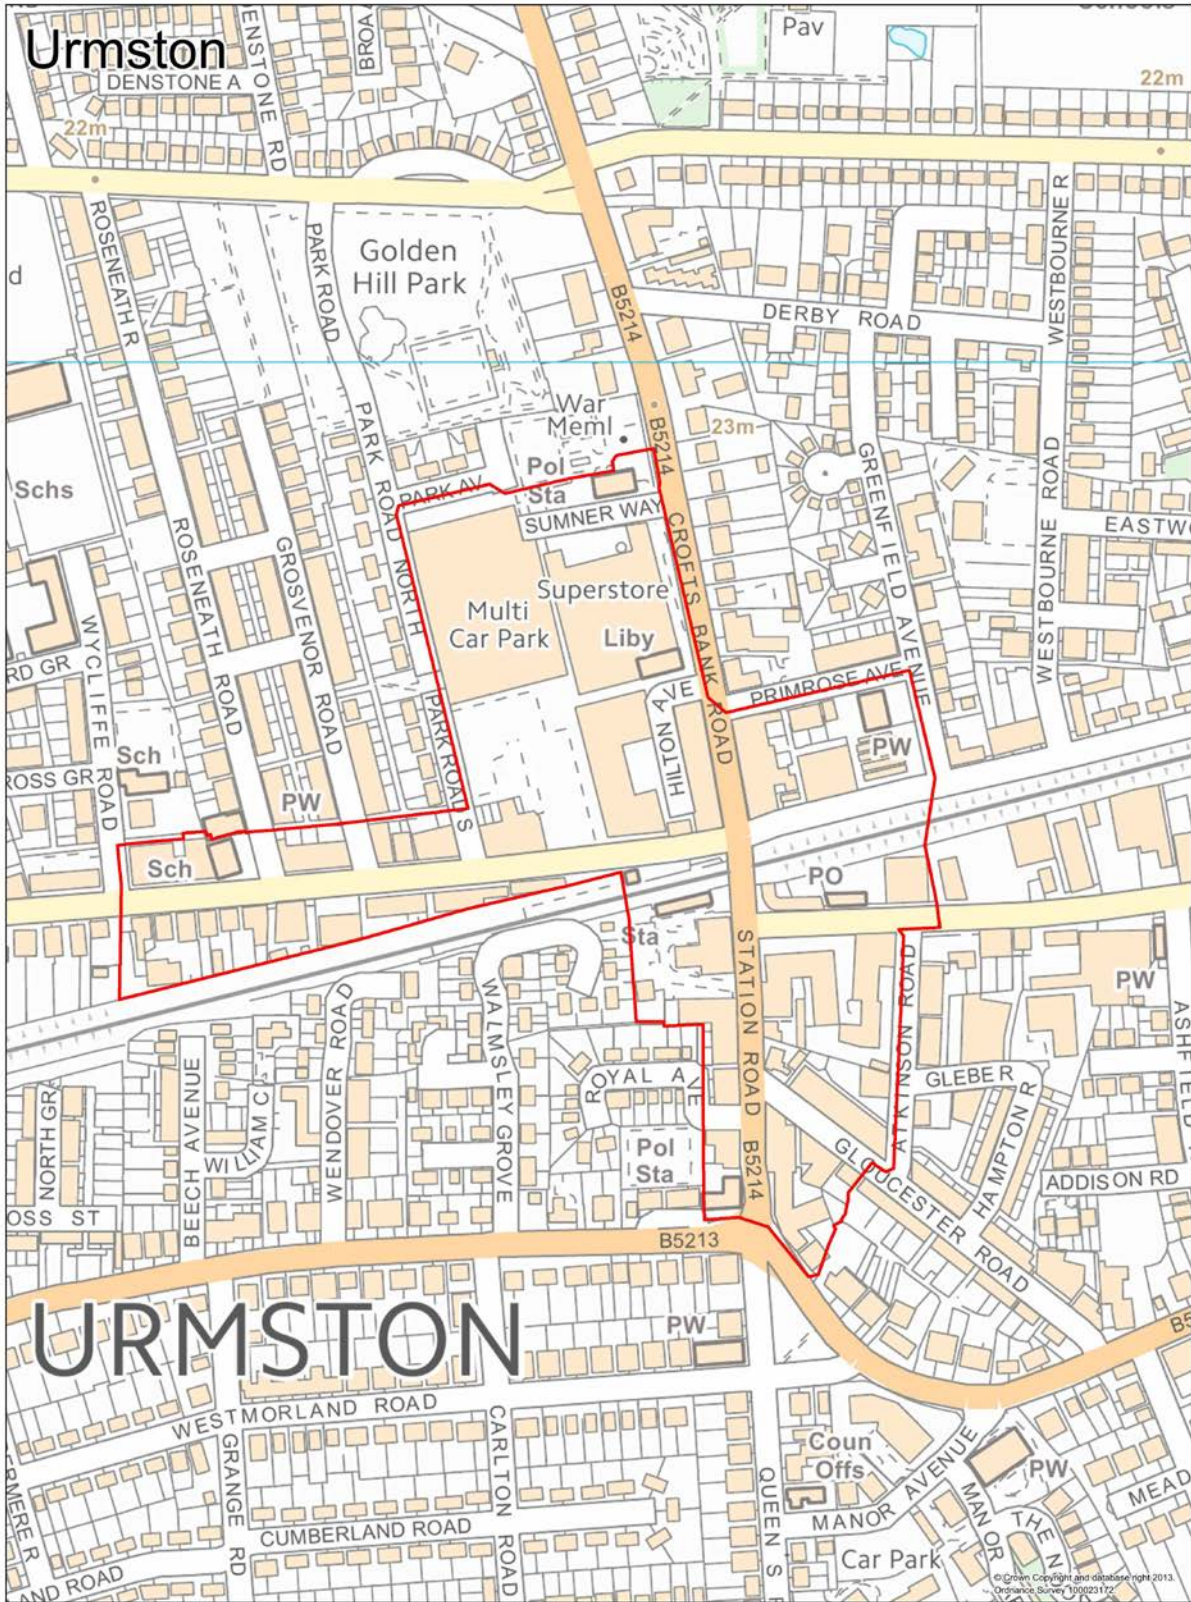 Urmston
DENSTONE A
ENSTONE RD
BROA
Pav
22m
22m
ROSENEATH R
PARK ROAD
Golden
Hill Park
B5214
DERBY ROAD
WESTBOURNE R
d
War
Meml
B5214
23m
PARK
Schs
Pol
Sta
PARK AV
SUMNER WAY
ROAD NORTH
CROFTS BANK ROAD
GREENFIELD AVENUE
WESTBOURNE ROAD
EASTWO
ROSENEATH ROAD
GROSVENOR ROAD
Superstore
Multi
Car Park
Liby
WYCLIFFE ROAD
RD GR
PARK ROAD S
HILTON AVE
PRIMROSE AVE
PW
Sch
OSS GR
PW
Sch
PO
Sta
STATION ROAD
ATKINSON ROAD
PW
ASHFIELD
WALMSLEY GROVE
WENDOVER ROAD
BEECH AVENUE
WILLIAM C
NORTH GR
ROYAL AVE
GLEBE R
HAMPTON R
Pol
Sta
B5214
GLOUCESTER ROAD
ADDISON RD
OSS ST
B5213
URMSTON
PW
B5
WESTMORLAND ROAD
GRANGE RD
CARLTON ROAD
QUEEN S
Coun
Offs
MANOR AVENUE
PW
MANOR
MEAD
ERMERE R
CUMBERLAND ROAD
AND ROAD
Car Park
THE N
© Crown Copyright and database right 2013.
Ordnance Survey 100023172.